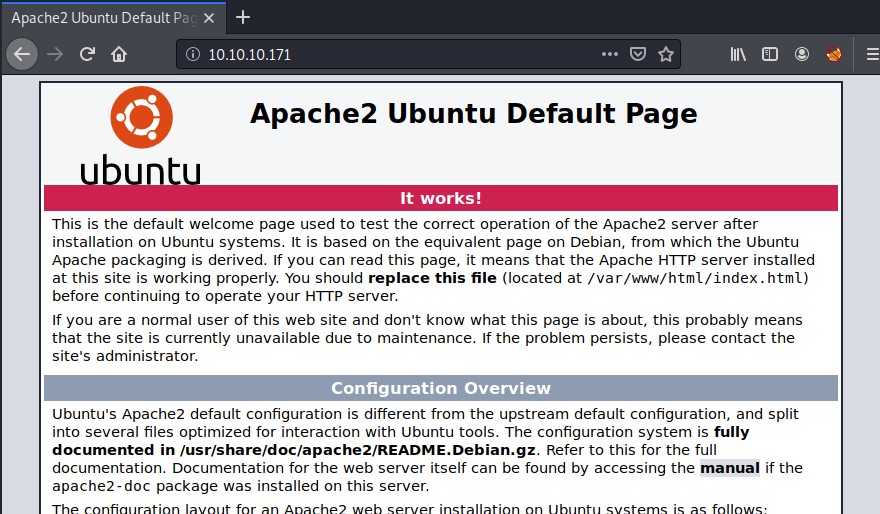 Apache2 Ubuntu Default Pag
10.10.10.171
Apache2 Ubuntu Default Page
ubuntu
It works!
This is the default welcome page used to test the correct operation of the Apache2 server after
installation on Ubuntu systems. It is based on the equivalent page on Debian, from which the Ubuntu
Apache packaging is derived. If you can read this page, it means that the Apache HTTP server installed
at this site is working properly. You should replace this file (located at /var/www/html/index.html)
before continuing to operate your HTTP server.
If you are a normal user of this web site and don't know what this page is about, this probably means
that the site is currently unavailable due to maintenance. If the problem persists, please contact the
site's administrator.
Configuration Overview
Ubuntu's Apache2 default configuration is different from the upstream default configuration, and split
into several files optimized for interaction with Ubuntu tools. The configuration system is fully
documented in /usr/share/doc/apache2/README.Debian.gz. Refer to this for the full
documentation. Documentation for the web server itself can be found by accessing the manual if the
apache2-doc package was installed on this server.
The configuration layout for an Apache2 web server installation on Ubuntu systems is as follows: